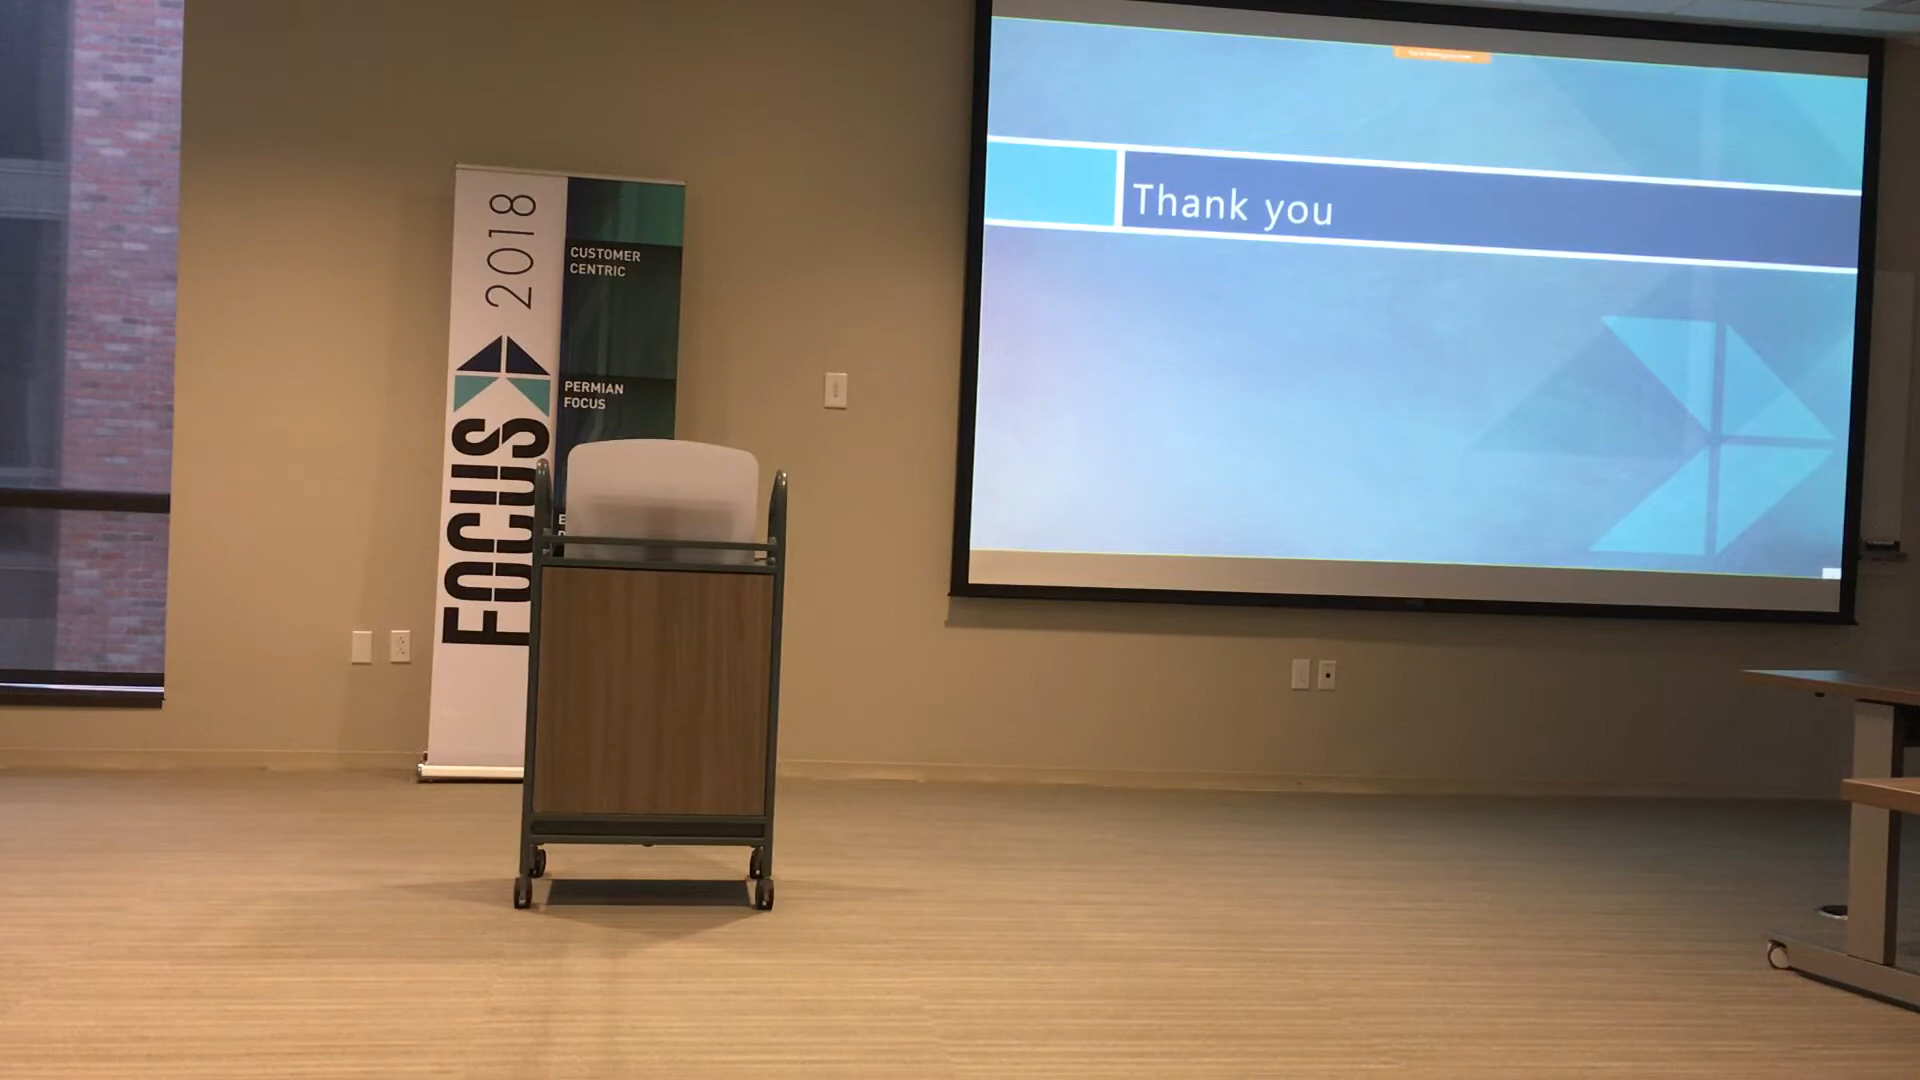 FOCUS 2018
CUSTOMER
CENTRIC
PERMIAN
FOCUS
E
Thank you